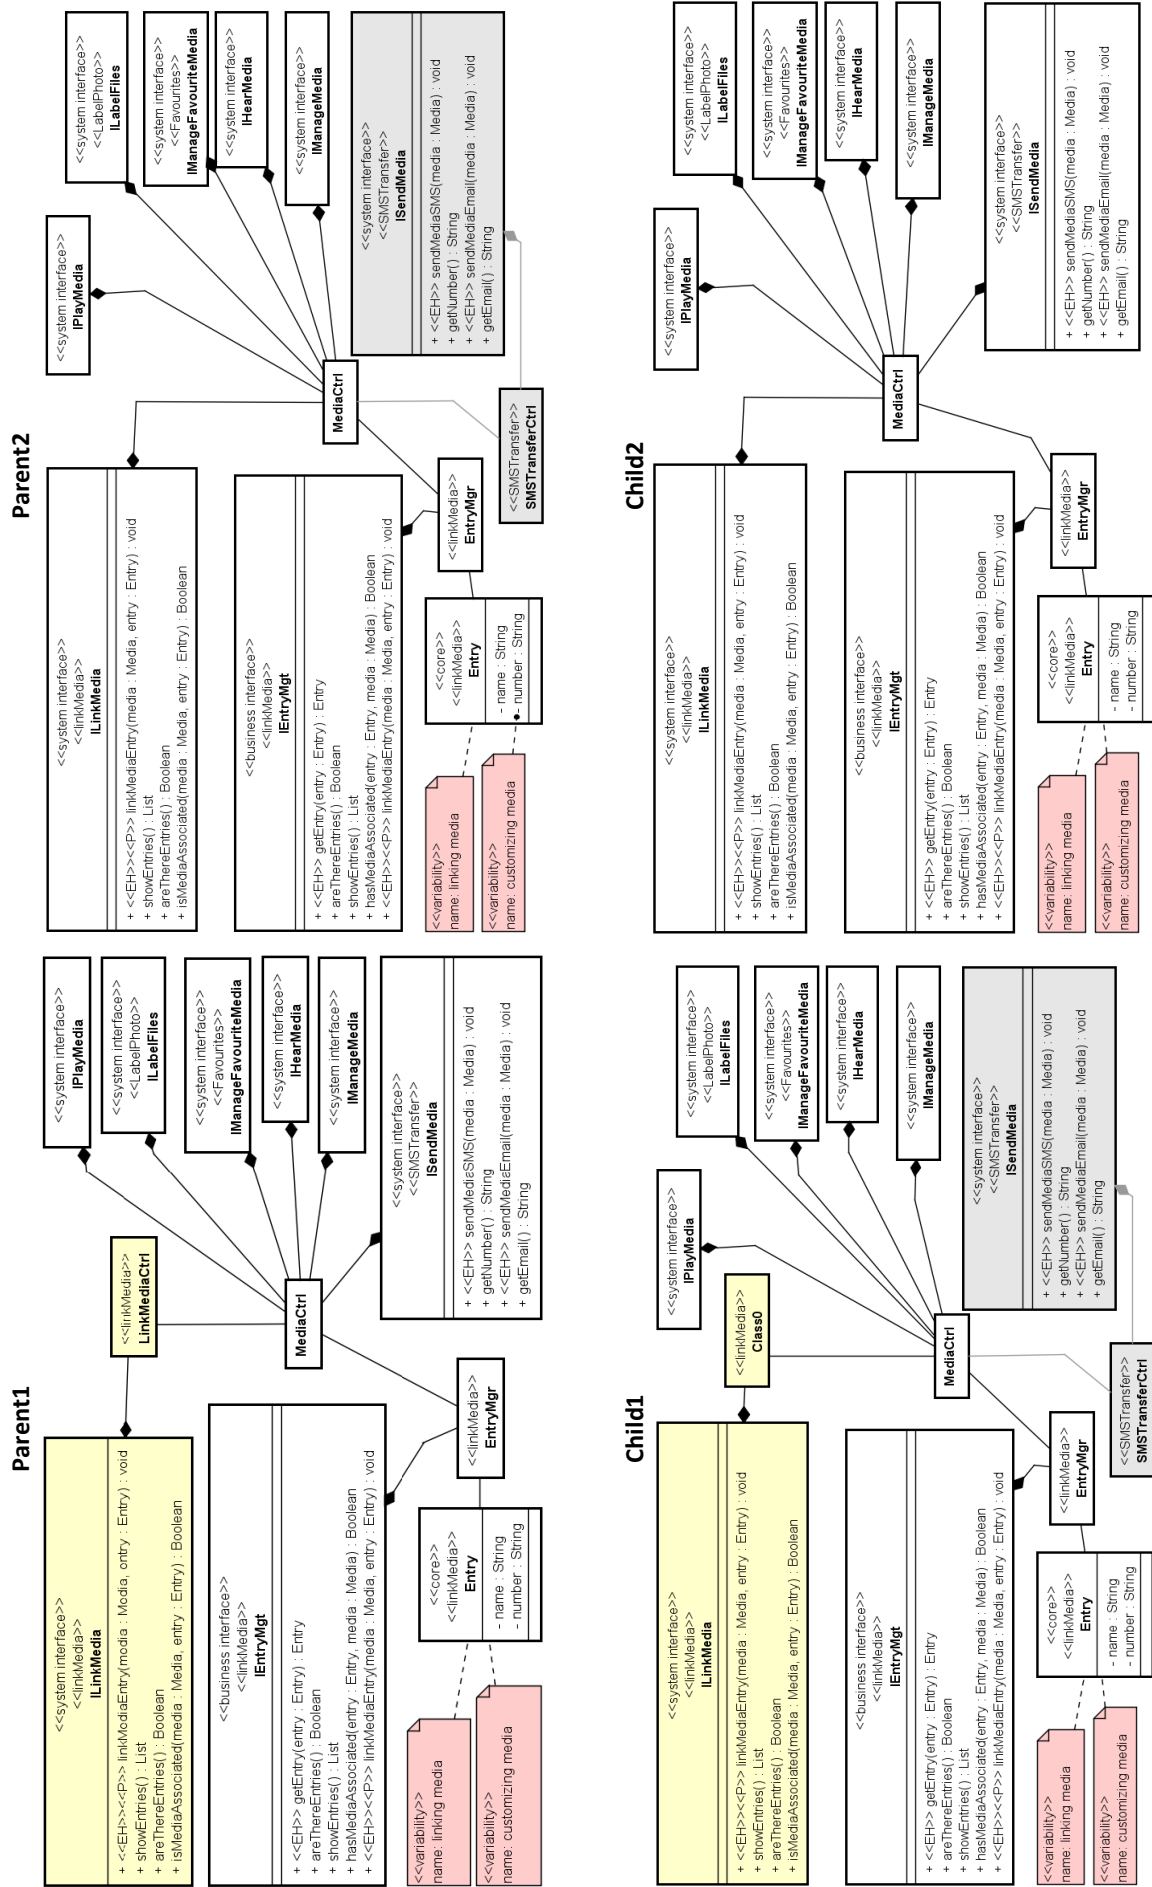 Parent1
<<system interface>>
<<linkMedia>>
ILinkMedia
+ <<EH>><<P>> linkModiaEntry(modia : Modia, ontry : Entry) : void
+ showEntries() : List
+ areThereEntries() : Boolean
+ isMediaAssociated(media : Media, entry : Entry) : Boolean
<<linkMedia>>
LinkMediaCtrl
<<system interface>>
IPlayMedia
<<system interface>>
<<LabelPhoto>>
ILabelFiles
<<system interface>>
<<Favourites>>
IManageFavouriteMedia
<<system interface>>
IHearMedia
<<system interface>>
IManageMedia
MediaCtrl
<<business interface>>
<<linkMedia>>
IEntryMgt
+ <<EH>> getEntry(entry : Entry) : Entry
+ areThereEntries() : Boolean
+ showEntries() : List
+ hasMediaAssociated(entry : Entry, media : Media) : Boolean
+ <<EH>><<P>> linkMediaEntry(media : Media, entry : Entry) : void
<<system interface>>
<<SMSTransfer>>
ISendMedia
+ <<EH>> sendMediaSMS(media : Media) : void
+ getNumber() : String
+ <<EH>> sendMediaEmail(media : Media) : void
+ getEmail() : String
<<linkMedia>>
EntryMgr
<<core>>
<<linkMedia>>
Entry
- name : String
- number : String
<<variability>>
name: linking media
<<variability>>
name: customizing media
Parent2
<<system interface>>
<<linkMedia>>
ILinkMedia
+ <<EH>><<P>> linkMediaEntry(media : Media, entry : Entry) : void
+ showEntries() : List
+ areThereEntries() : Boolean
+ isMediaAssociated(media : Media, entry : Entry) : Boolean
<<system interface>>
IPlayMedia
<<system interface>>
<<LabelPhoto>>
ILabelFiles
<<system interface>>
<<Favourites>>
IManageFavouriteMedia
<<system interface>>
IHearMedia
<<system interface>>
IManageMedia
MediaCtrl
<<business interface>>
<<linkMedia>>
IEntryMgt
+ <<EH>> getEntry(entry : Entry) : Entry
+ areThereEntries() : Boolean
+ showEntries() : List
+ hasMediaAssociated(entry : Entry, media : Media) : Boolean
+ <<EH>><<P>> linkMediaEntry(media : Media, entry : Entry) : void
<<system interface>>
<<SMSTransfer>>
ISendMedia
+ <<EH>> sendMediaSMS(media : Media) : void
+ getNumber() : String
+ <<EH>> sendMediaEmail(media : Media) : void
+ getEmail() : String
<<linkMedia>>
EntryMgr
<<SMSTransfer>>
SMSTransferCtrl
<<core>>
<<linkMedia>>
Entry
- name : String
- number : String
<<variability>>
name: linking media
<<variability>>
name: customizing media
Child1
<<system interface>>
<<linkMedia>>
ILinkMedia
+ <<EH>><<P>> linkMediaEntry(media : Media, entry : Entry) : void
+ showEntries() : List
+ areThereEntries() : Boolean
+ isMediaAssociated(media : Media, entry : Entry) : Boolean
<<linkMedia>>
Class0
<<system interface>>
IPlayMedia
<<system interface>>
<<LabelPhoto>>
ILabelFiles
<<system interface>>
<<Favourites>>
IManageFavouriteMedia
<<system interface>>
IHearMedia
<<system interface>>
IManageMedia
MediaCtrl
<<business interface>>
<<linkMedia>>
IEntryMgt
+ <<EH>> getEntry(entry : Entry) : Entry
+ areThereEntries() : Boolean
+ showEntries() : List
+ hasMediaAssociated(entry : Entry, media : Media) : Boolean
+ <<EH>><<P>> linkMediaEntry(media : Media, entry : Entry) : void
<<system interface>>
<<SMSTransfer>>
ISendMedia
+ <<EH>> sendMediaSMS(media : Media) : void
+ getNumber() : String
+ <<EH>> sendMediaEmail(media : Media) : void
+ getEmail() : String
<<linkMedia>>
EntryMgr
<<SMSTransfer>>
SMSTransferCtrl
<<core>>
<<linkMedia>>
Entry
- name : String
- number : String
<<variability>>
name: linking media
<<variability>>
name: customizing media
Child2
<<system interface>>
<<linkMedia>>
ILinkMedia
+ <<EH>><<P>> linkMediaEntry(media : Media, entry : Entry) : void
+ showEntries() : List
+ areThereEntries() : Boolean
+ isMediaAssociated(media : Media, entry : Entry) : Boolean
<<system interface>>
IPlayMedia
<<system interface>>
<<LabelPhoto>>
ILabelFiles
<<system interface>>
<<Favourites>>
IManageFavouriteMedia
<<system interface>>
IHearMedia
<<system interface>>
IManageMedia
MediaCtrl
<<business interface>>
<<linkMedia>>
IEntryMgt
+ <<EH>> getEntry(entry : Entry) : Entry
+ areThereEntries() : Boolean
+ showEntries() : List
+ hasMediaAssociated(entry : Entry, media : Media) : Boolean
+ <<EH>><<P>> linkMediaEntry(media : Media, entry : Entry) : void
<<system interface>>
<<SMSTransfer>>
ISendMedia
+ <<EH>> sendMediaSMS(media : Media) : void
+ getNumber() : String
+ <<EH>> sendMediaEmail(media : Media) : void
+ getEmail() : String
<<linkMedia>>
EntryMgr
<<core>>
<<linkMedia>>
Entry
- name : String
- number : String
<<variability>>
name: linking media
<<variability>>
name: customizing media